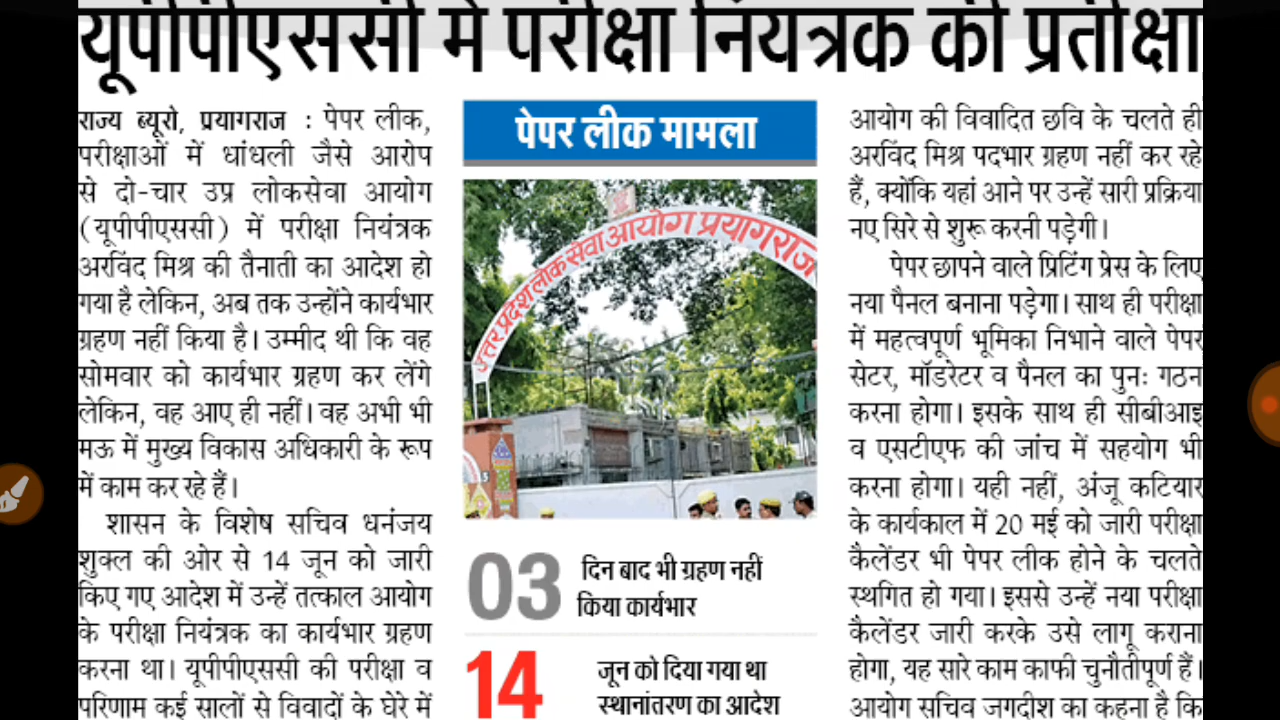 यूपीपीएससी में परीक्षा नियंत्रक की प्रतीक्षा
राज्य ब्यूरो, प्रयागराज : पेपर लीक,
परीक्षाओं में धांधली जैसे आरोप
से दो-चार उप्र लोकसेवा आयोग
(यूपीपीएससी) में परीक्षा नियंत्रक
अरविंद मिश्र की तैनाती का आदेश हो
गया है लेकिन, अब तक उन्होंने कार्यभार
ग्रहण नहीं किया है। उम्मीद थी कि वह
सोमवार को कार्यभार ग्रहण कर लेंगे
लेकिन, वह आए ही नहीं। वह अभी भी
मऊ में मुख्य विकास अधिकारी के रूप
में काम कर रहे हैं।
शासन के विशेष सचिव धनंजय
शुक्ल की ओर से 14 जून को जारी
किए गए आदेश में उन्हें तत्काल आयोग
के परीक्षा नियंत्रक का कार्यभार ग्रहण
करना था। यूपीपीएससी की परीक्षा व
परिणाम कई सालों से विवादों के घेरे में
पेपर लीक मामला
उत्तर प्रदेश लोक सेवा आयोग प्रयागराज
03 दिन बाद भी ग्रहण नहीं
किया कार्यभार
14 जून को दिया गया था
स्थानांतरण का आदेश
आयोग की विवादित छवि के चलते ही
अरविंद मिश्र पदभार ग्रहण नहीं कर रहे
हैं, क्योंकि यहां आने पर उन्हें सारी प्रक्रिया
नए सिरे से शुरू करनी पड़ेगी।
पेपर छापने वाले प्रिटिंग प्रेस के लिए
नया पैनल बनाना पड़ेगा। साथ ही परीक्षा
में महत्वपूर्ण भूमिका निभाने वाले पेपर
सेटर, मॉडरेटर व पैनल का पुनः गठन
करना होगा। इसके साथ ही सीबीआइ
व एसटीएफ की जांच में सहयोग भी
करना होगा। यही नहीं, अंजू कटियार
के कार्यकाल में 20 मई को जारी परीक्षा
कैलेंडर भी पेपर लीक होने के चलते
स्थगित हो गया। इससे उन्हें नया परीक्षा
कैलेंडर जारी करके उसे लागू कराना
होगा, यह सारे काम काफी चुनौतीपूर्ण हैं।
आयोग सचिव जगदीश का कहना है कि